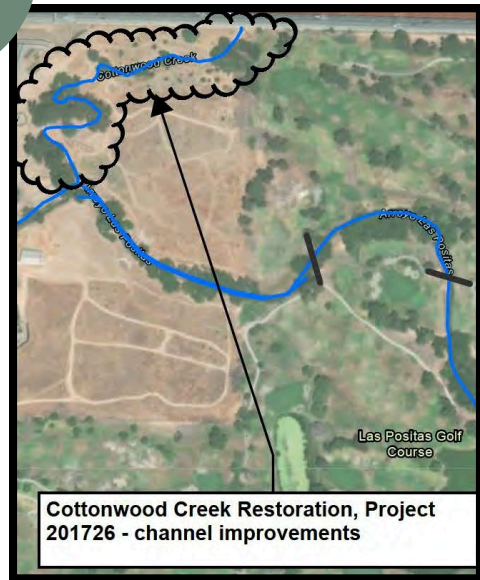 Cottonwood Creek
Arroyo Las Positas
Arroyo Las Positas
Las Positas Golf
Course
Cottonwood Creek Restoration, Project
201726 - channel improvements